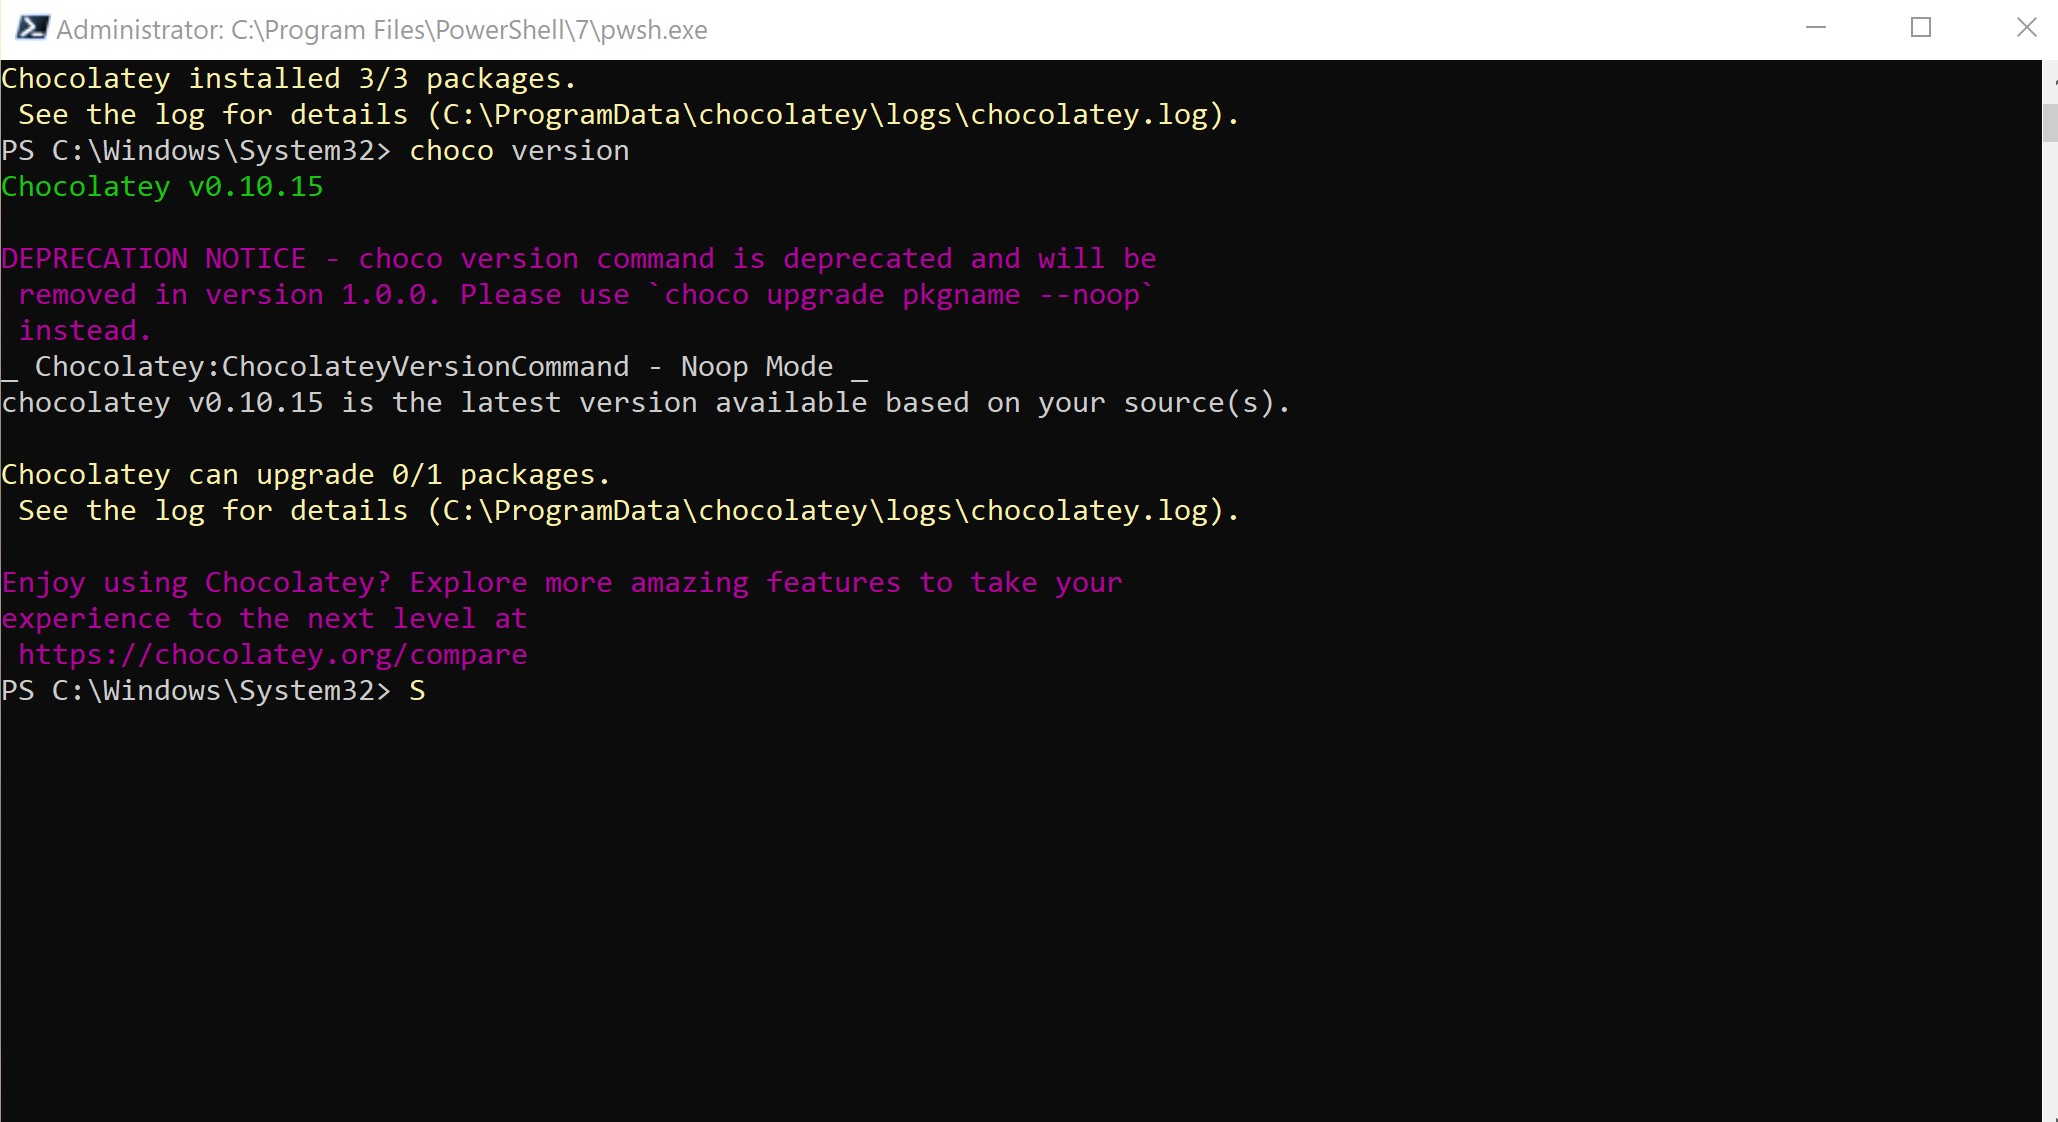 Administrator: C:\Program Files\PowerShell\7\pwsh.exe
Chocolatey installed 3/3 packages.
 See the log for details (C:\ProgramData\chocolatey\logs\chocolatey.log).
PS C:\Windows\System32> choco version
Chocolatey v0.10.15

DEPRECATION NOTICE - choco version command is deprecated and will be
 removed in version 1.0.0. Please use `choco upgrade pkgname --noop`
 instead.
_ Chocolatey:ChocolateyVersionCommand - Noop Mode _
chocolatey v0.10.15 is the latest version available based on your source(s).

Chocolatey can upgrade 0/1 packages.
 See the log for details (C:\ProgramData\chocolatey\logs\chocolatey.log).

Enjoy using Chocolatey? Explore more amazing features to take your
experience to the next level at
 https://chocolatey.org/compare
PS C:\Windows\System32> S